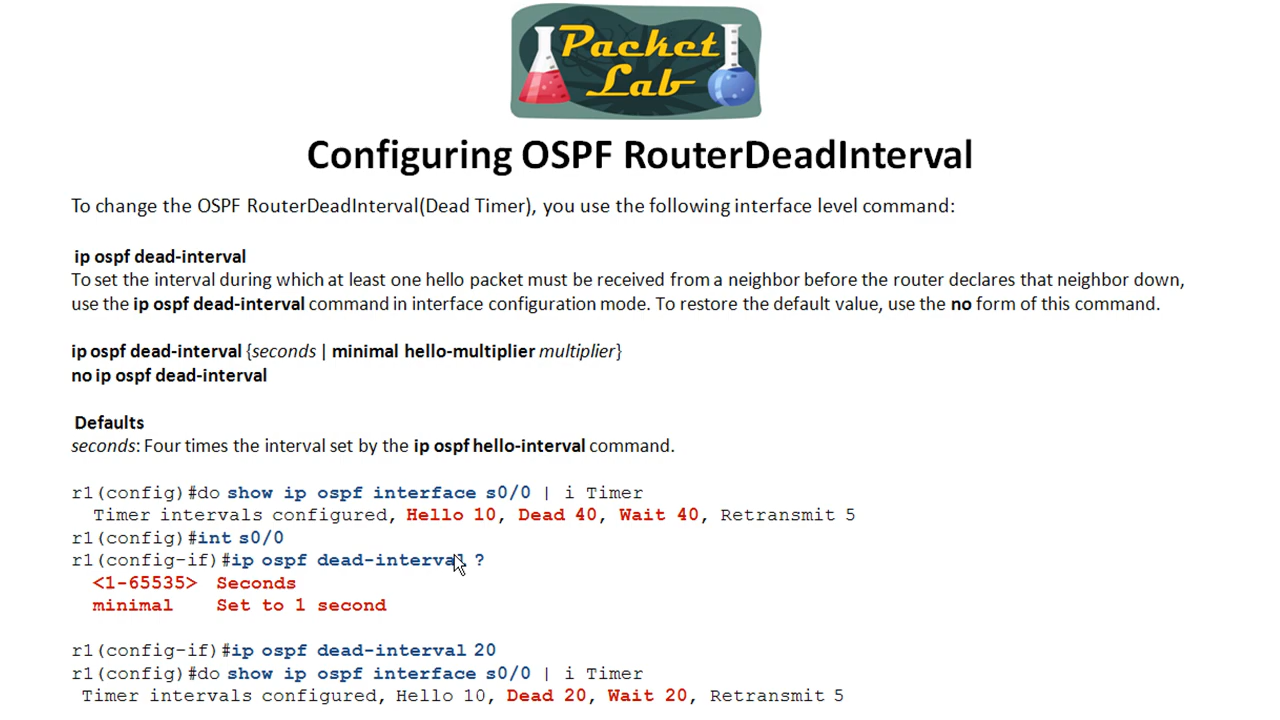 Packet
Lab
Configuring OSPF RouterDeadInterval
To change the OSPF RouterDeadInterval(Dead Timer), you use the following interface level command:
ip ospf dead-interval
To set the interval during which at least one hello packet must be received from a neighbor before the router declares that neighbor down,
use the ip ospf dead-interval command in interface configuration mode. To restore the default value, use the no form of this command.
ip ospf dead-interval {seconds | minimal hello-multiplier multiplier}
no ip ospf dead-interval
Defaults
seconds: Four times the interval set by the ip ospf hello-interval command.
r1(config)#do show ip ospf interface s0/0 | i Timer
Timer intervals configured, Hello 10, Dead 40, Wait 40, Retransmit 5
r1(config)#int s0/0
r1(config-if)#ip ospf dead-interval ?
<1-65535> Seconds
minimal Set to 1 second
r1(config-if)#ip ospf dead-interval 20
r1(config)#do show ip ospf interface s0/0 | i Timer
Timer intervals configured, Hello 10, Dead 20, Wait 20, Retransmit 5